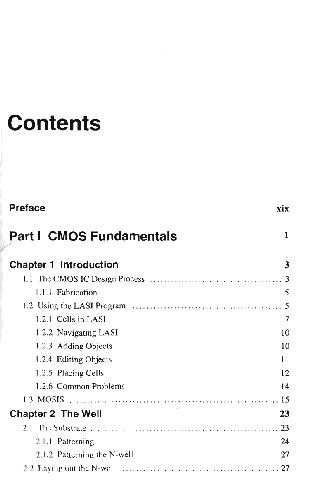 Contents
Preface xix
Part I CMOS Fundamentals 1
Chapter 1 Introduction 3
1.1 The CMOS IC Design Process 3
1.1.1 Fabrication 5
1.2 Using the LASI Program 5
1.2.1 Cells in LASI 7
1.2.2 Navigating LASI 10
1.2.3 Adding Objects 10
1.2.4 Editing Objects 11
1.2.5 Placing Cells 12
1.2.6 Common Problems 14
1.3 MOSIS 15
Chapter 2 The Well 23
2.1 The Substrate 23
2.1.1 Patterning 24
2.1.2 Patterning the N-well 27
2.2 Laying out the N-we 27